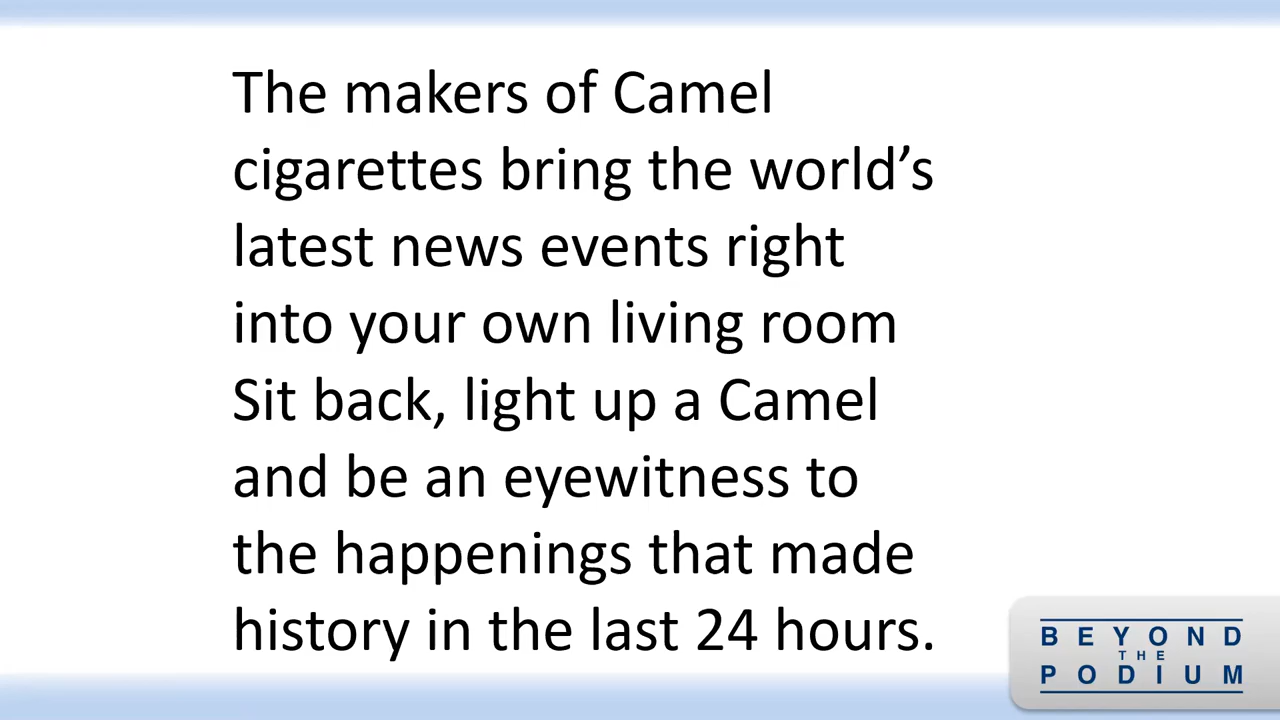 The makers of Camel
cigarettes bring the world’s
latest news events right
into your own living room
Sit back, light up a Camel
and be an eyewitness to
the happenings that made
history in the last 24 hours.
BEYOND
THE
PODIUM